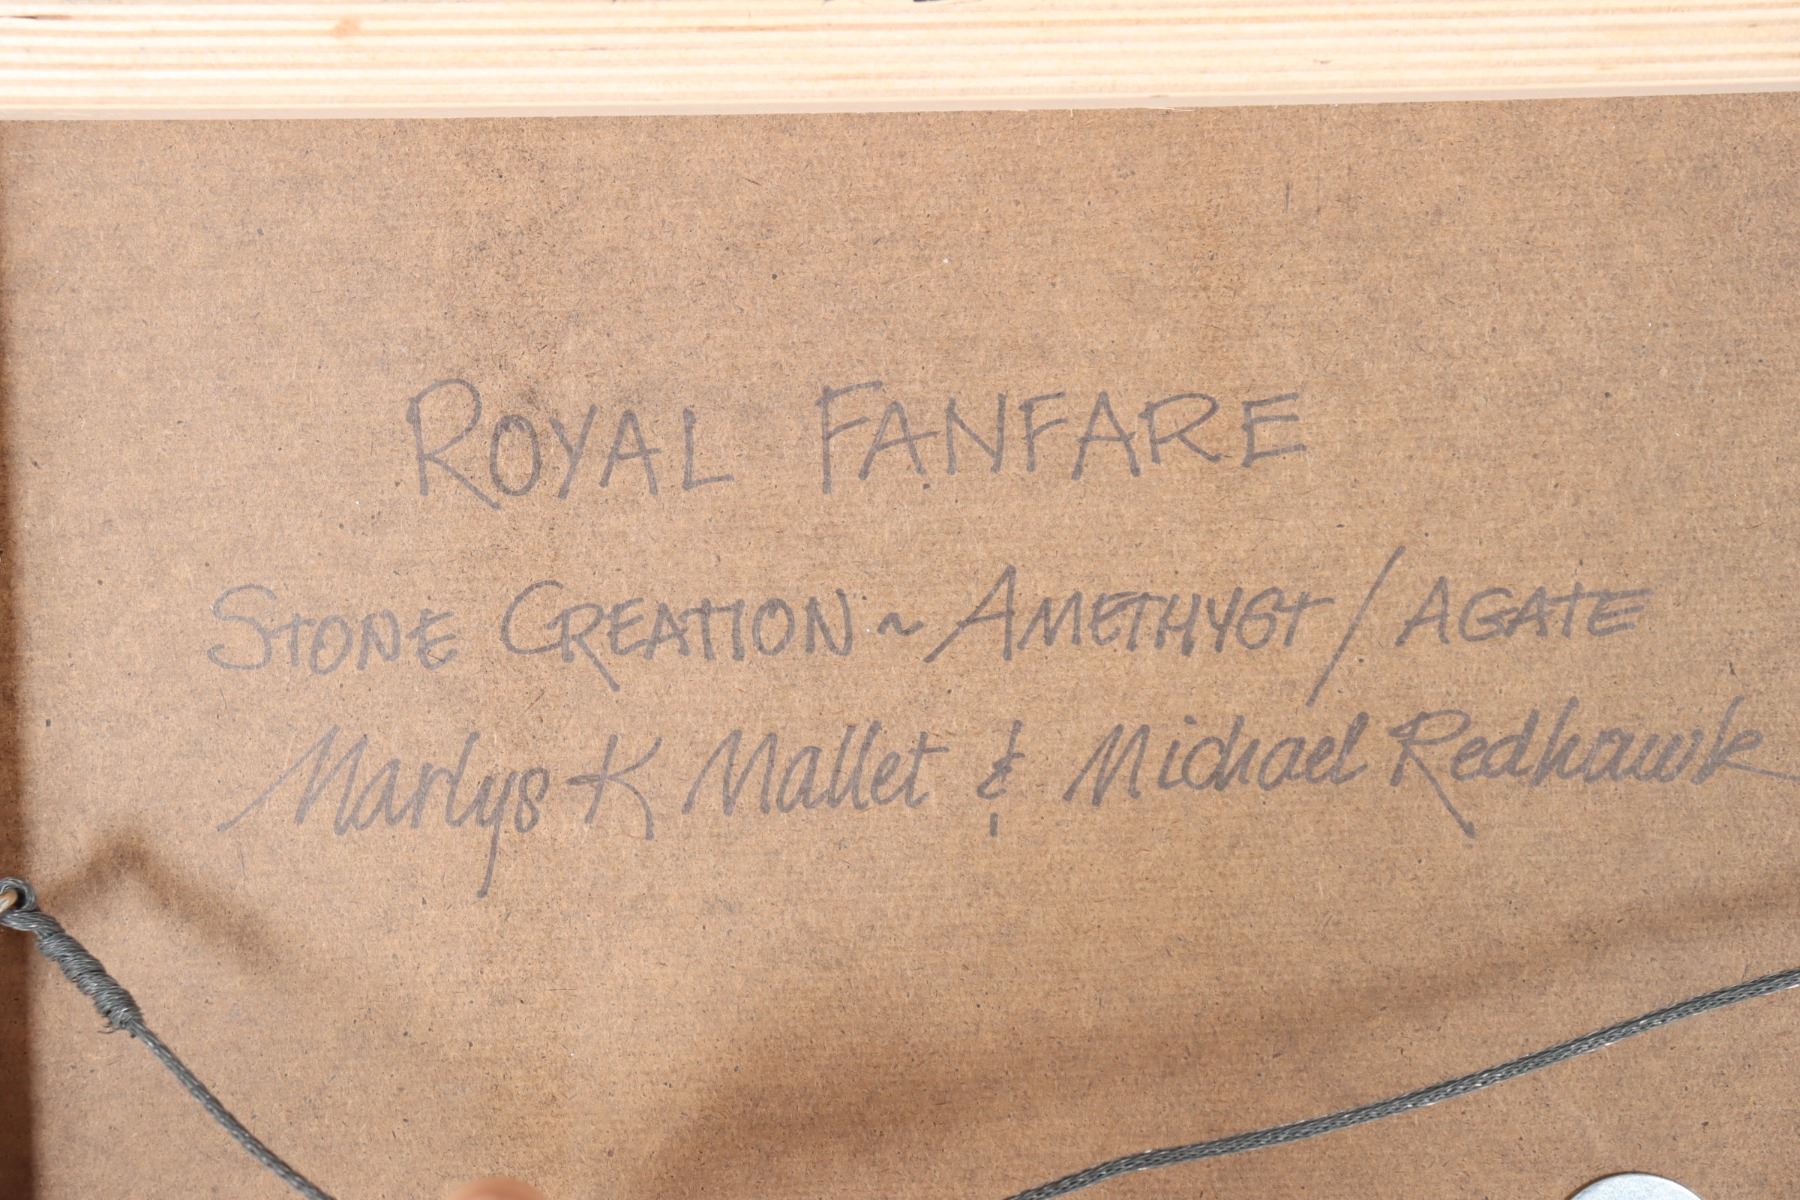 ROYAL FANFARE
STONE CREATION ~ AMETHYST / AGATE
Marlys K Mallet & Michael Redhawk